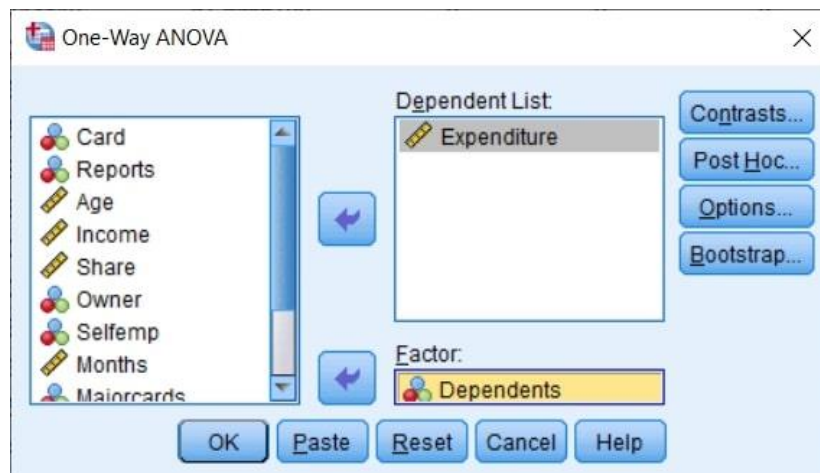 One-Way ANOVA
Card
Reports
Age
Income
Share
Owner
Selfemp
Months
Majorcards
Dependent List:
Expenditure
Factor:
Dependents
Contrasts...
Post Hoc...
Options...
Bootstrap...
OK Paste Reset Cancel Help